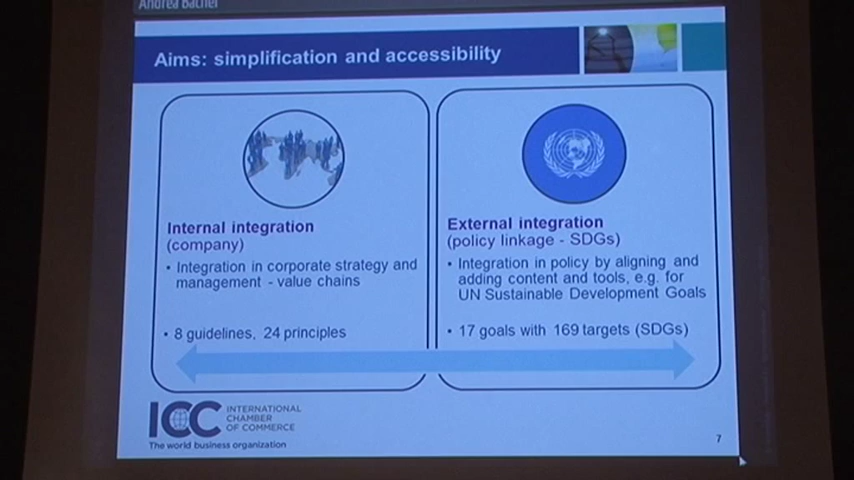 Andrea Bacher
Aims: simplification and accessibility
Internal integration
(company)
• Integration in corporate strategy and
management - value chains
• 8 guidelines, 24 principles
External integration
(policy linkage - SDGs)
• Integration in policy by aligning and
adding content and tools, e.g. for
UN Sustainable Development Goals
• 17 goals with 169 targets (SDGs)
ICC
INTERNATIONAL
CHAMBER
OF COMMERCE
The world business organization
7